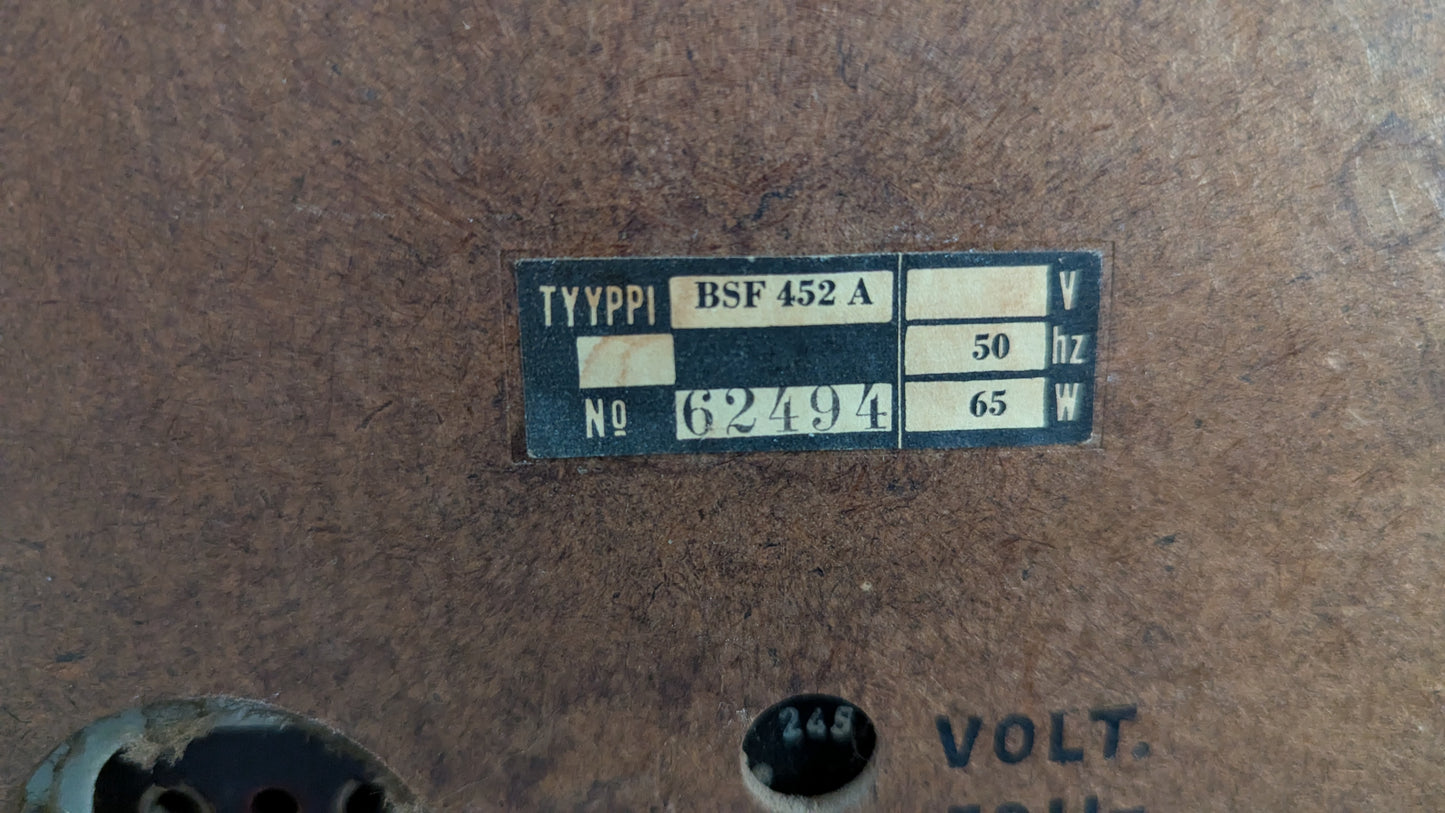 TYYPPI BSF 452 A V
50 hz
No 62494 65 W
245 VOLT.